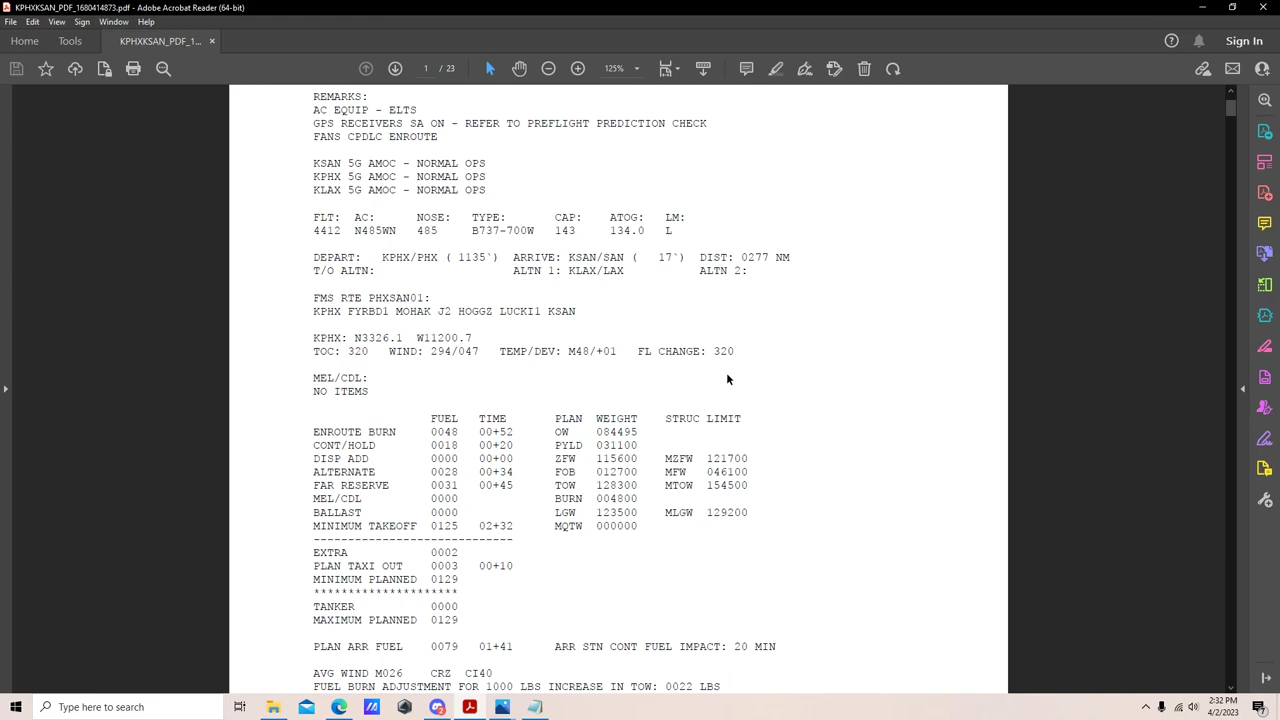 KPHXKSAN_PDF_1680414873.pdf - Adobe Acrobat Reader (64-bit)
File Edit View Sign Window Help
Home Tools KPHXKSAN_PDF_1... × Sign In
1 / 23 125%
REMARKS:
AC EQUIP - ELTS
GPS RECEIVERS SA ON - REFER TO PREFLIGHT PREDICTION CHECK
FANS CPDLC ENROUTE
KSAN 5G AMOC - NORMAL OPS
KPHX 5G AMOC - NORMAL OPS
KLAX 5G AMOC - NORMAL OPS
FLT: AC: NOSE: TYPE: CAP: ATOG: LM:
4412 N485WN 485 B737-700W 143 134.0 L
DEPART: KPHX/PHX ( 1135`) ARRIVE: KSAN/SAN ( 17`) DIST: 0277 NM
T/O ALTN: ALTN 1: KLAX/LAX ALTN 2:
FMS RTE PHXSAN01:
KPHX FYRBD1 MOHAK J2 HOGGZ LUCKI1 KSAN
KPHX: N3326.1 W11200.7
TOC: 320 WIND: 294/047 TEMP/DEV: M48/+01 FL CHANGE: 320
MEL/CDL:
NO ITEMS
FUEL TIME PLAN WEIGHT STRUC LIMIT
ENROUTE BURN 0048 00+52 OW 084495
CONT/HOLD 0018 00+20 PYLD 031100
DISP ADD 0000 00+00 ZFW 115600 MZFW 121700
ALTERNATE 0028 00+34 FOB 012700 MFW 046100
FAR RESERVE 0031 00+45 TOW 128300 MTOW 154500
MEL/CDL 0000 BURN 004800
BALLAST 0000 LGW 123500 MLGW 129200
MINIMUM TAKEOFF 0125 02+32 MQTW 000000
-----------------------------
EXTRA 0002
PLAN TAXI OUT 0003 00+10
MINIMUM PLANNED 0129
*********************
TANKER 0000
MAXIMUM PLANNED 0129
PLAN ARR FUEL 0079 01+41 ARR STN CONT FUEL IMPACT: 20 MIN
AVG WIND M026 CRZ CI40
FUEL BURN ADJUSTMENT FOR 1000 LBS INCREASE IN TOW: 0022 LBS
Type here to search
2:32 PM
4/2/2023